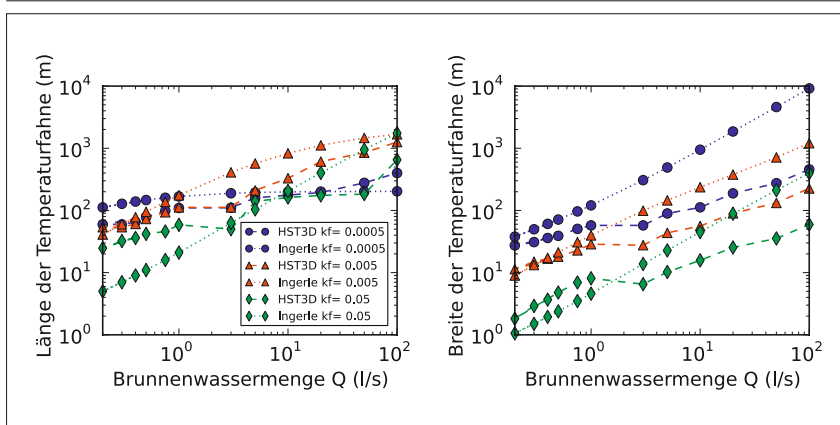 Länge der Temperaturfahne (m)
10^4
10^3
10^2
10^1
10^0
HST3D kf= 0.0005
Ingerle kf= 0.0005
HST3D kf= 0.005
Ingerle kf= 0.005
HST3D kf= 0.05
Ingerle kf= 0.05
10^0 10^1 10^2
Brunnenwassermenge Q (l/s)
Breite der Temperaturfahne (m)
10^4
10^3
10^2
10^1
10^0
10^0 10^1 10^2
Brunnenwassermenge Q (l/s)